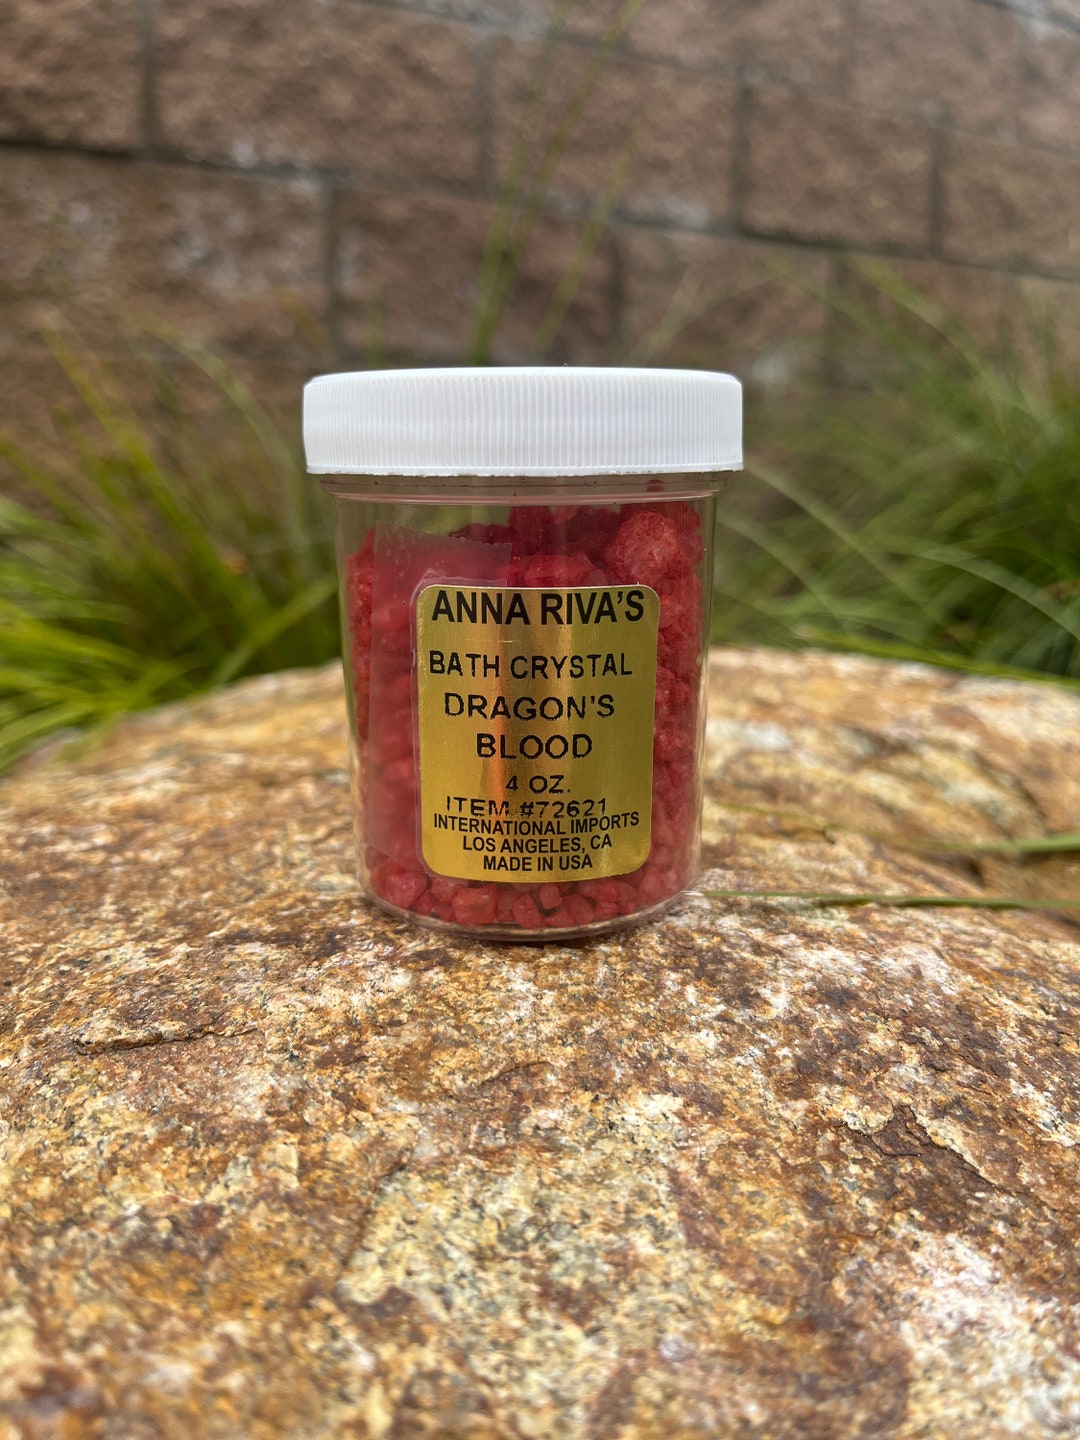 ANNA RIVA'S
BATH CRYSTAL
DRAGON'S
BLOOD
4 OZ.
ITEM #72621
INTERNATIONAL IMPORTS
LOS ANGELES, CA
MADE IN USA